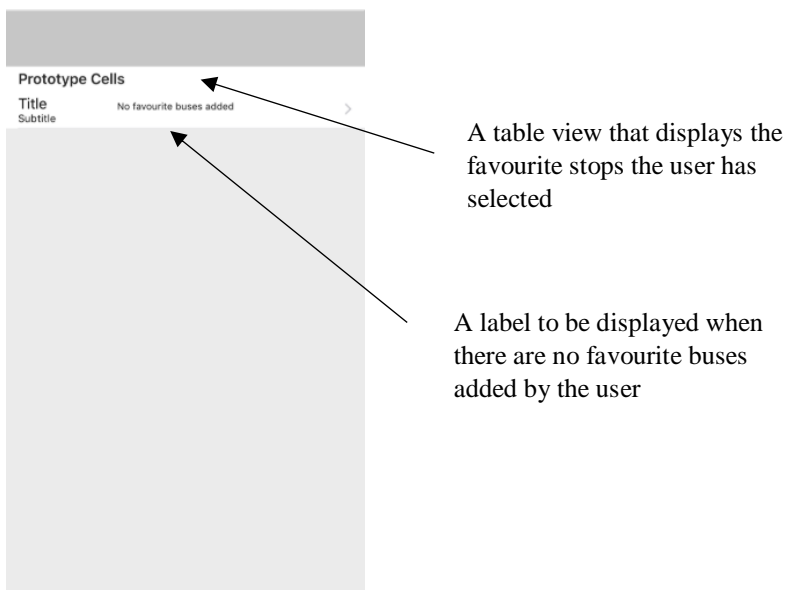 Prototype Cells
Title
Subtitle
No favourite buses added
A table view that displays the
favourite stops the user has
selected
A label to be displayed when
there are no favourite buses
added by the user